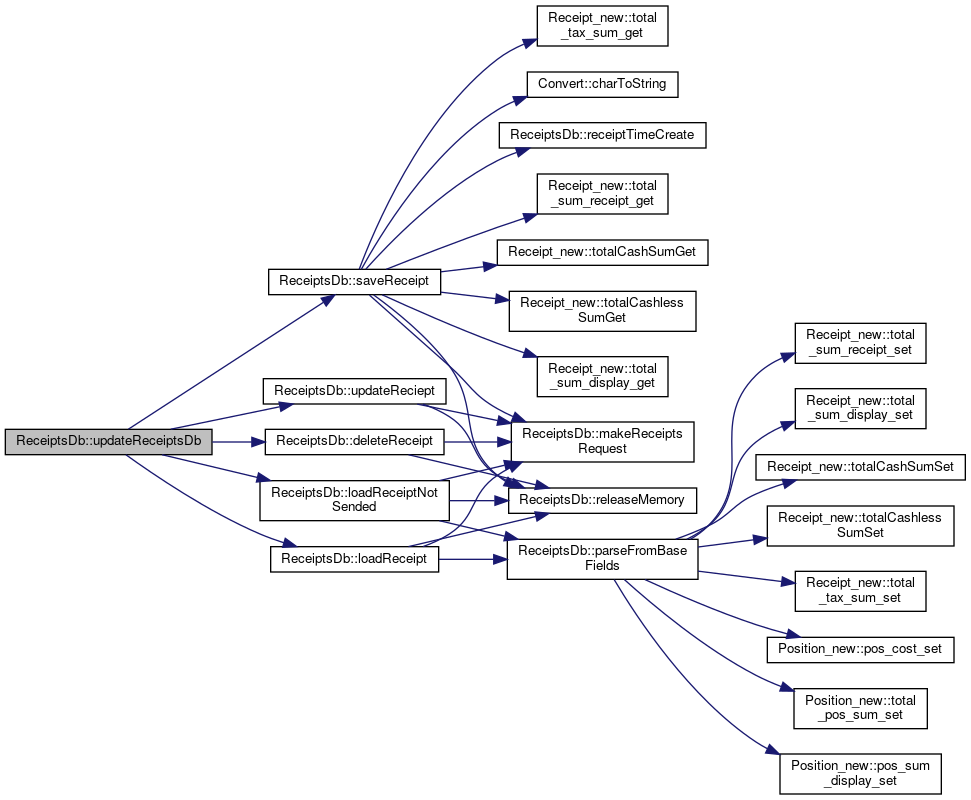 Receipt_new::total
_tax_sum_get
Convert::charToString
ReceiptsDb::receiptTimeCreate
Receipt_new::total
_sum_receipt_get
Receipt_new::totalCashSumGet
ReceiptsDb::saveReceipt
Receipt_new::totalCashless
SumGet
Receipt_new::total
_sum_display_get
Receipt_new::total
_sum_receipt_set
ReceiptsDb::updateReciept
Receipt_new::total
_sum_display_set
ReceiptsDb::updateReceiptsDb
ReceiptsDb::deleteReceipt
ReceiptsDb::makeReceipts
Request
Receipt_new::totalCashSumSet
ReceiptsDb::loadReceiptNot
Sended
ReceiptsDb::releaseMemory
Receipt_new::totalCashless
SumSet
ReceiptsDb::loadReceipt
ReceiptsDb::parseFromBase
Fields
Receipt_new::total
_tax_sum_set
Position_new::pos_cost_set
Position_new::total
_pos_sum_set
Position_new::pos_sum
_display_set